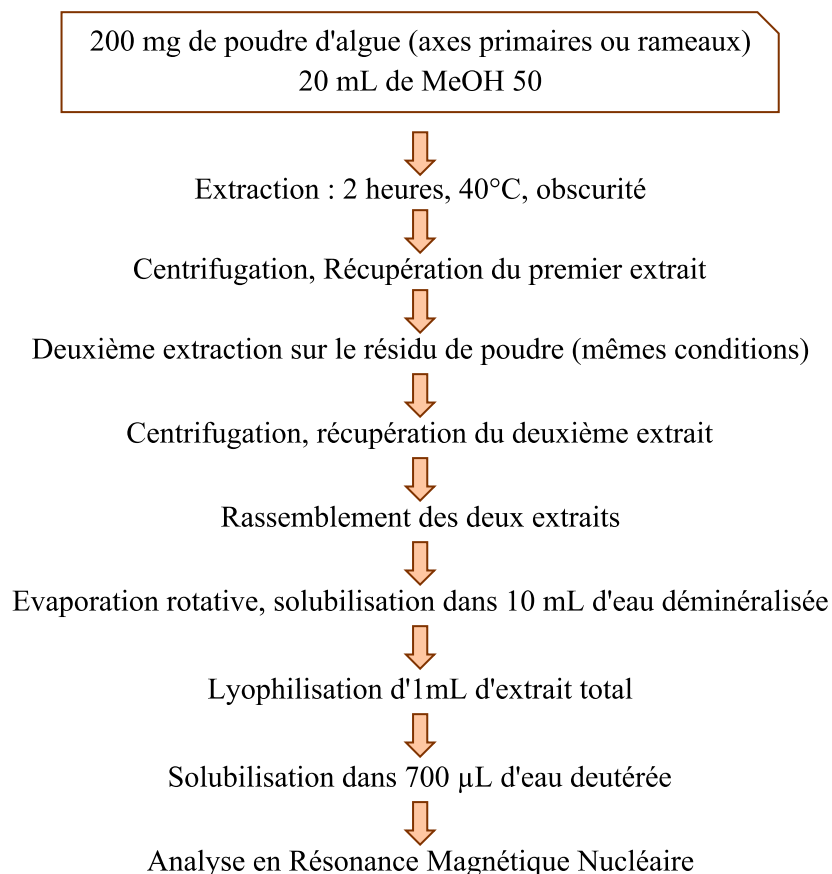 200 mg de poudre d'algue (axes primaires ou rameaux)
20 mL de MeOH 50
Extraction : 2 heures, 40°C, obscurité
Centrifugation, Récupération du premier extrait
Deuxième extraction sur le résidu de poudre (mêmes conditions)
Centrifugation, récupération du deuxième extrait
Rassemblement des deux extraits
Evaporation rotative, solubilisation dans 10 mL d'eau déminéralisée
Lyophilisation d'1mL d'extrait total
Solubilisation dans 700 µL d'eau deutérée
Analyse en Résonance Magnétique Nucléaire